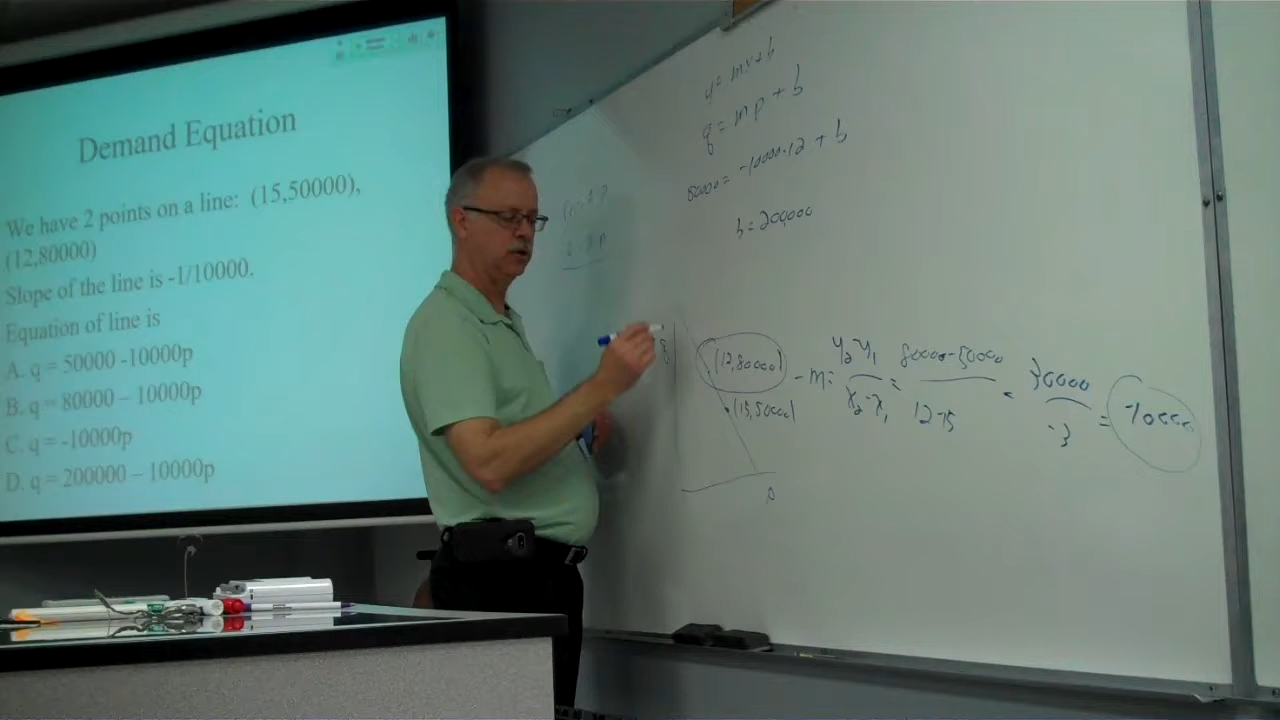 Demand Equation
We have 2 points on a line: (15,50000),
(12,80000)
Slope of the line is -1/10000.
Equation of line is
A. q = 50000 -10000p
B. q = 80000 – 10000p
C. q = -10000p
D. q = 200000 – 10000p
y = mx + b
q = mp + b
80000 = -10000·12 + b
b = 200,000
q
(12,80000)
(15,50000)
p
m = y₂-y₁ / x₂-x₁ = 80000-50000 / 12-15 = 30000 / -3 = -10000